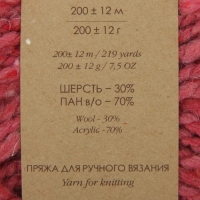 200 ± 12 м
200 ± 12 г
200± 12 m / 219 yards
200 ± 12 g / 7,5 OZ
ШЕРСТЬ – 30%
ПАН в/о – 70%
Wool - 30%
Acrylic -70%
ПРЯЖА ДЛЯ РУЧНОГО ВЯЗАНИЯ
Yarn for knitting